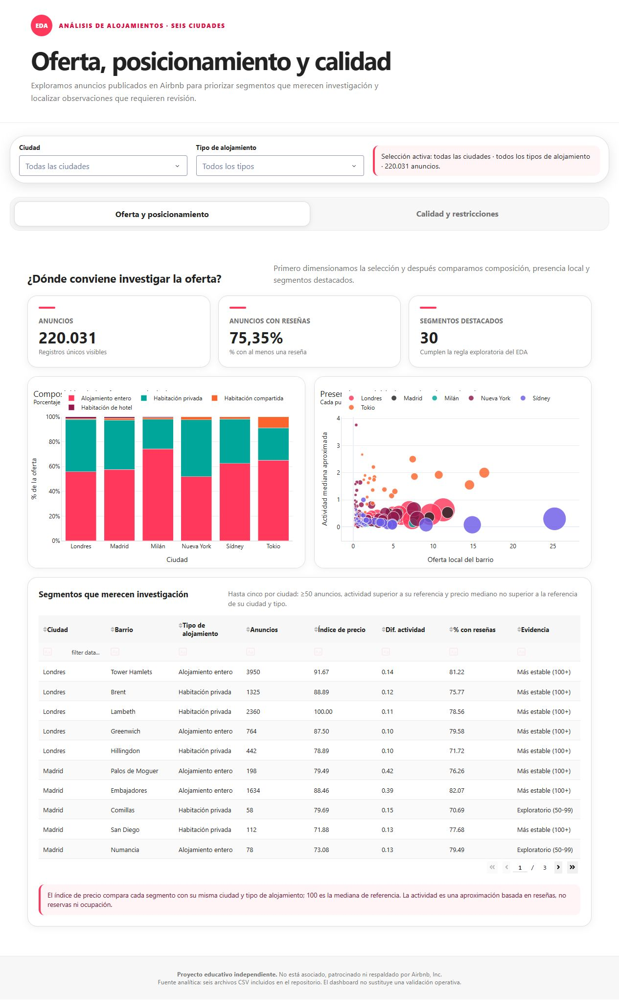 EDA
ANÁLISIS DE ALOJAMIENTOS · SEIS CIUDADES
Oferta, posicionamiento y calidad
Exploramos anuncios publicados en Airbnb para priorizar segmentos que merecen investigación y
localizar observaciones que requieren revisión.
Ciudad
Todas las ciudades
Tipo de alojamiento
Todos los tipos
Selección activa: todas las ciudades · todos los tipos de alojamiento
· 220.031 anuncios.
Oferta y posicionamiento
Calidad y restricciones
¿Dónde conviene investigar la oferta?
Primero dimensionamos la selección y después comparamos composición, presencia local y
segmentos destacados.
ANUNCIOS
220.031
Registros únicos visibles
ANUNCIOS CON RESEÑAS
75,35%
% con al menos una reseña
SEGMENTOS DESTACADOS
30
Cumplen la regla exploratoria del EDA
Porcentaje
Alojamiento entero Habitación privada Habitación compartida
Habitación de hotel
100%
80%
60%
40%
20%
0%
% de la oferta
Londres Madrid Milán Nueva York Sídney Tokio
Ciudad
Cada pu
Londres Madrid Milán Nueva York Sídney
Tokio
4
3
2
1
0
Actividad mediana aproximada
0 5 10 15 20 25
Oferta local del barrio
Segmentos que merecen investigación
Hasta cinco por ciudad: ≥50 anuncios, actividad superior a su referencia y precio mediano no superior a la referencia
de su ciudad y tipo.
Ciudad Barrio Tipo de alojamiento Anuncios Índice de precio Dif. actividad % con reseñas Evidencia
filter data...
Londres Tower Hamlets Alojamiento entero 3950 91.67 0.14 81.22 Más estable (100+)
Londres Brent Habitación privada 1325 88.89 0.12 75.77 Más estable (100+)
Londres Lambeth Habitación privada 2360 100.00 0.11 78.56 Más estable (100+)
Londres Greenwich Alojamiento entero 764 87.50 0.10 79.58 Más estable (100+)
Londres Hillingdon Habitación privada 442 78.89 0.10 71.72 Más estable (100+)
Madrid Palos de Moguer Alojamiento entero 198 79.49 0.42 76.26 Más estable (100+)
Madrid Embajadores Alojamiento entero 1634 88.46 0.39 82.07 Más estable (100+)
Madrid Comillas Habitación privada 58 79.69 0.15 70.69 Exploratorio (50-99)
Madrid San Diego Habitación privada 112 71.88 0.13 77.68 Más estable (100+)
Madrid Numancia Alojamiento entero 78 73.08 0.13 79.49 Exploratorio (50-99)
1 / 3
El índice de precio compara cada segmento con su misma ciudad y tipo de alojamiento; 100 es la mediana de referencia. La actividad es una aproximación basada en reseñas, no
reservas ni ocupación.
Proyecto educativo independiente. No está asociado, patrocinado ni respaldado por Airbnb, Inc.
Fuente analítica: seis archivos CSV incluidos en el repositorio. El dashboard no sustituye una validación operativa.